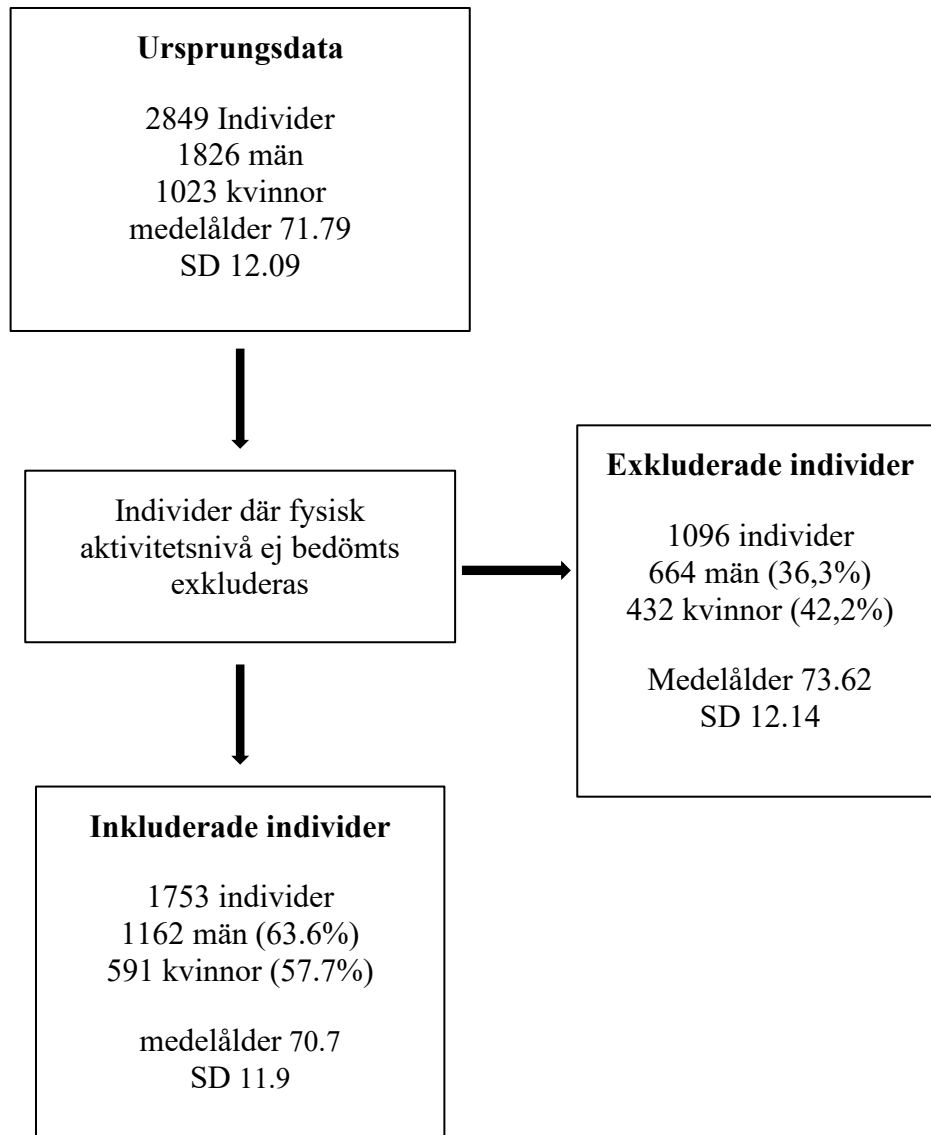 Ursprungsdata
2849 Individer
1826 män
1023 kvinnor
medelålder 71.79
SD 12.09
Individer där fysisk
aktivitetsnivå ej bedömts
exkluderas
Exkluderade individer
1096 individer
664 män (36,3%)
432 kvinnor (42,2%)
Medelålder 73.62
SD 12.14
Inkluderade individer
1753 individer
1162 män (63.6%)
591 kvinnor (57.7%)
medelålder 70.7
SD 11.9